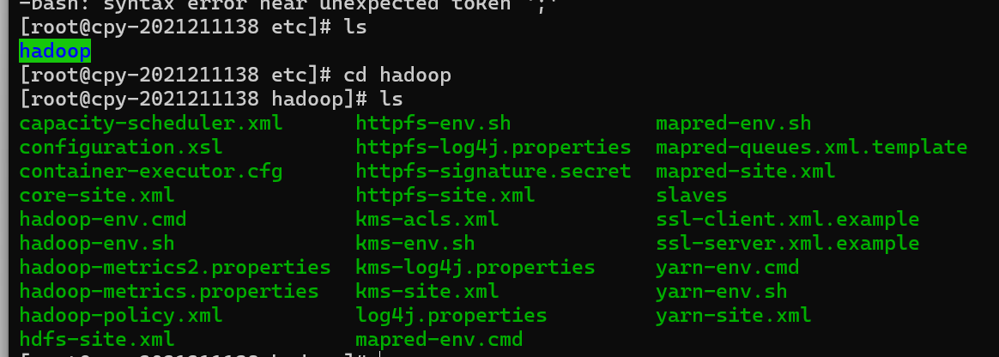 -bash: syntax error near unexpected token `;'
[root@cpy-2021211138 etc]# ls
hadoop
[root@cpy-2021211138 etc]# cd hadoop
[root@cpy-2021211138 hadoop]# ls
capacity-scheduler.xml httpfs-env.sh mapred-env.sh
configuration.xsl httpfs-log4j.properties mapred-queues.xml.template
container-executor.cfg httpfs-signature.secret mapred-site.xml
core-site.xml httpfs-site.xml slaves
hadoop-env.cmd kms-acls.xml ssl-client.xml.example
hadoop-env.sh kms-env.sh ssl-server.xml.example
hadoop-metrics2.properties kms-log4j.properties yarn-env.cmd
hadoop-metrics.properties kms-site.xml yarn-env.sh
hadoop-policy.xml log4j.properties yarn-site.xml
hdfs-site.xml mapred-env.cmd
[root@cpy-2021211138 hadoop]#